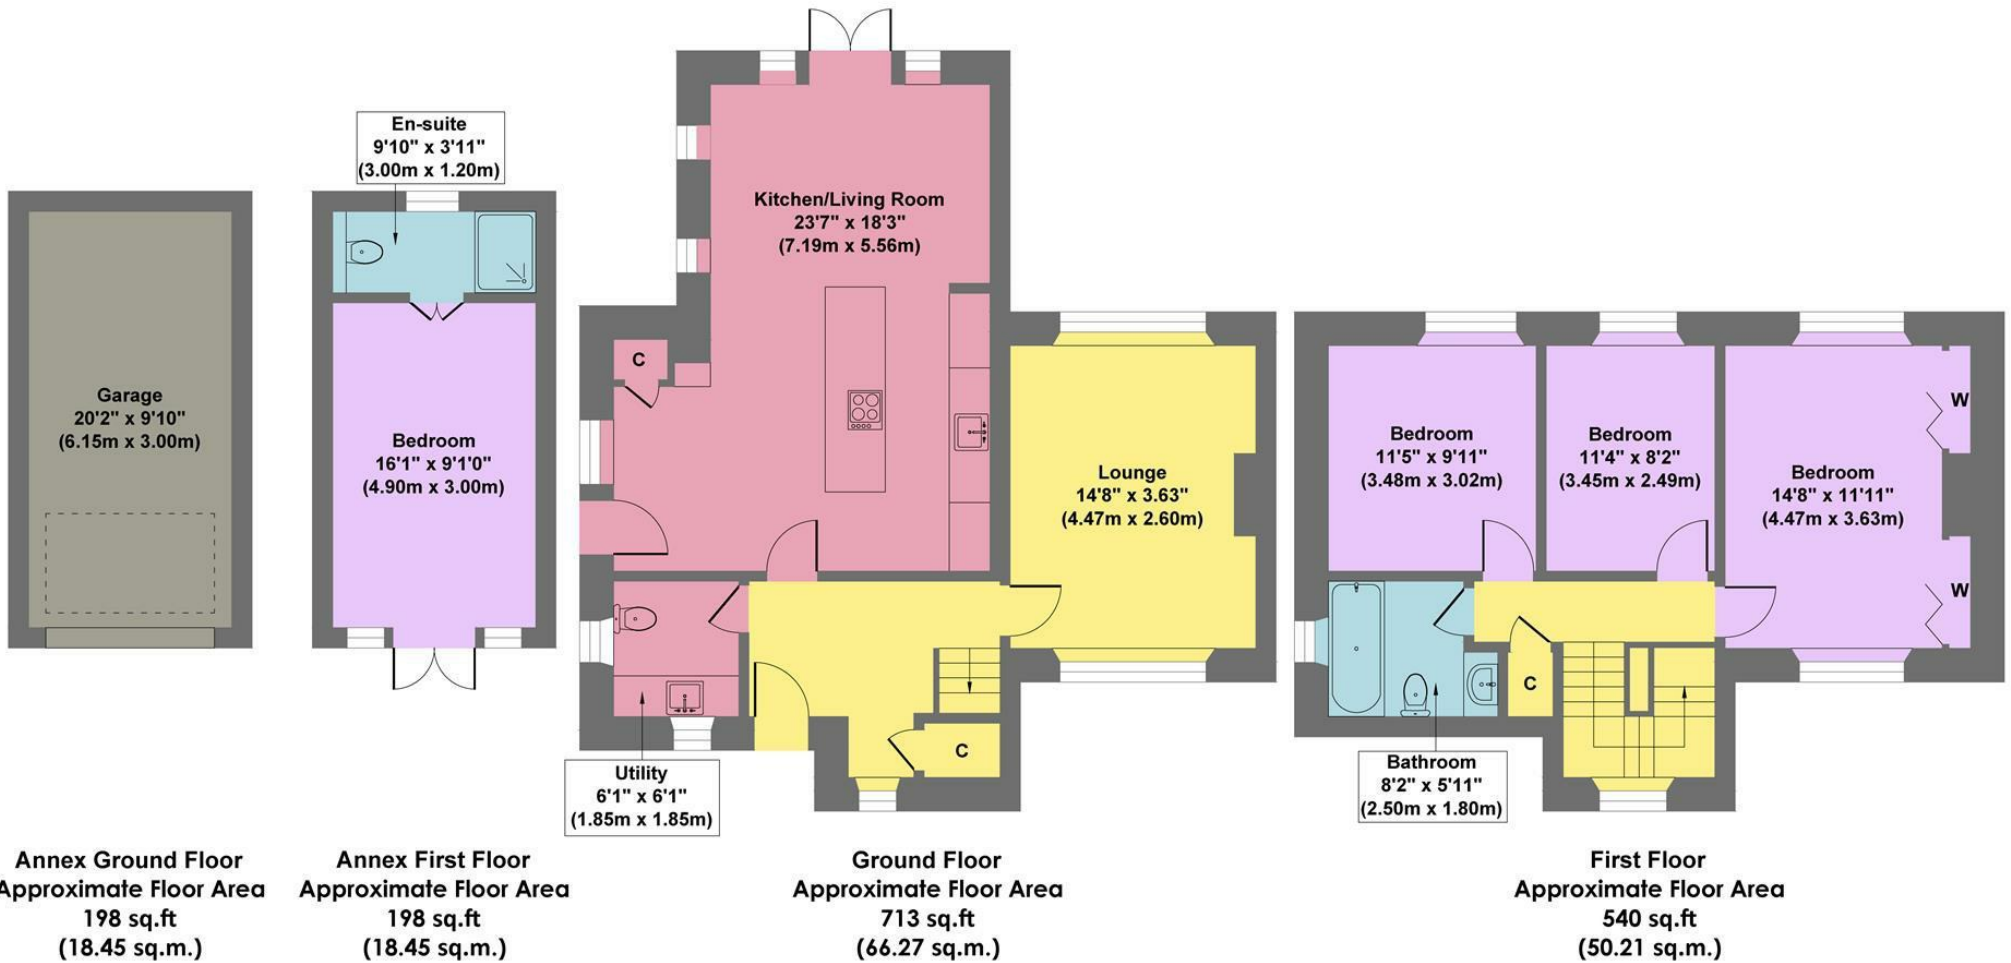 En-suite
9'10" x 3'11"
(3.00m x 1.20m)
Garage
20'2" x 9'10"
(6.15m x 3.00m)
Bedroom
16'1" x 9'1'0"
(4.90m x 3.00m)
Kitchen/Living Room
23'7" x 18'3"
(7.19m x 5.56m)
C
Lounge
14'8" x 3.63"
(4.47m x 2.60m)
C
Utility
6'1" x 6'1"
(1.85m x 1.85m)
Bedroom
11'5" x 9'11"
(3.48m x 3.02m)
Bedroom
11'4" x 8'2"
(3.45m x 2.49m)
Bedroom
14'8" x 11'11"
(4.47m x 3.63m)
W
W
C
Bathroom
8'2" x 5'11"
(2.50m x 1.80m)
Annex Ground Floor
Approximate Floor Area
198 sq.ft
(18.45 sq.m.)
Annex First Floor
Approximate Floor Area
198 sq.ft
(18.45 sq.m.)
Ground Floor
Approximate Floor Area
713 sq.ft
(66.27 sq.m.)
First Floor
Approximate Floor Area
540 sq.ft
(50.21 sq.m.)